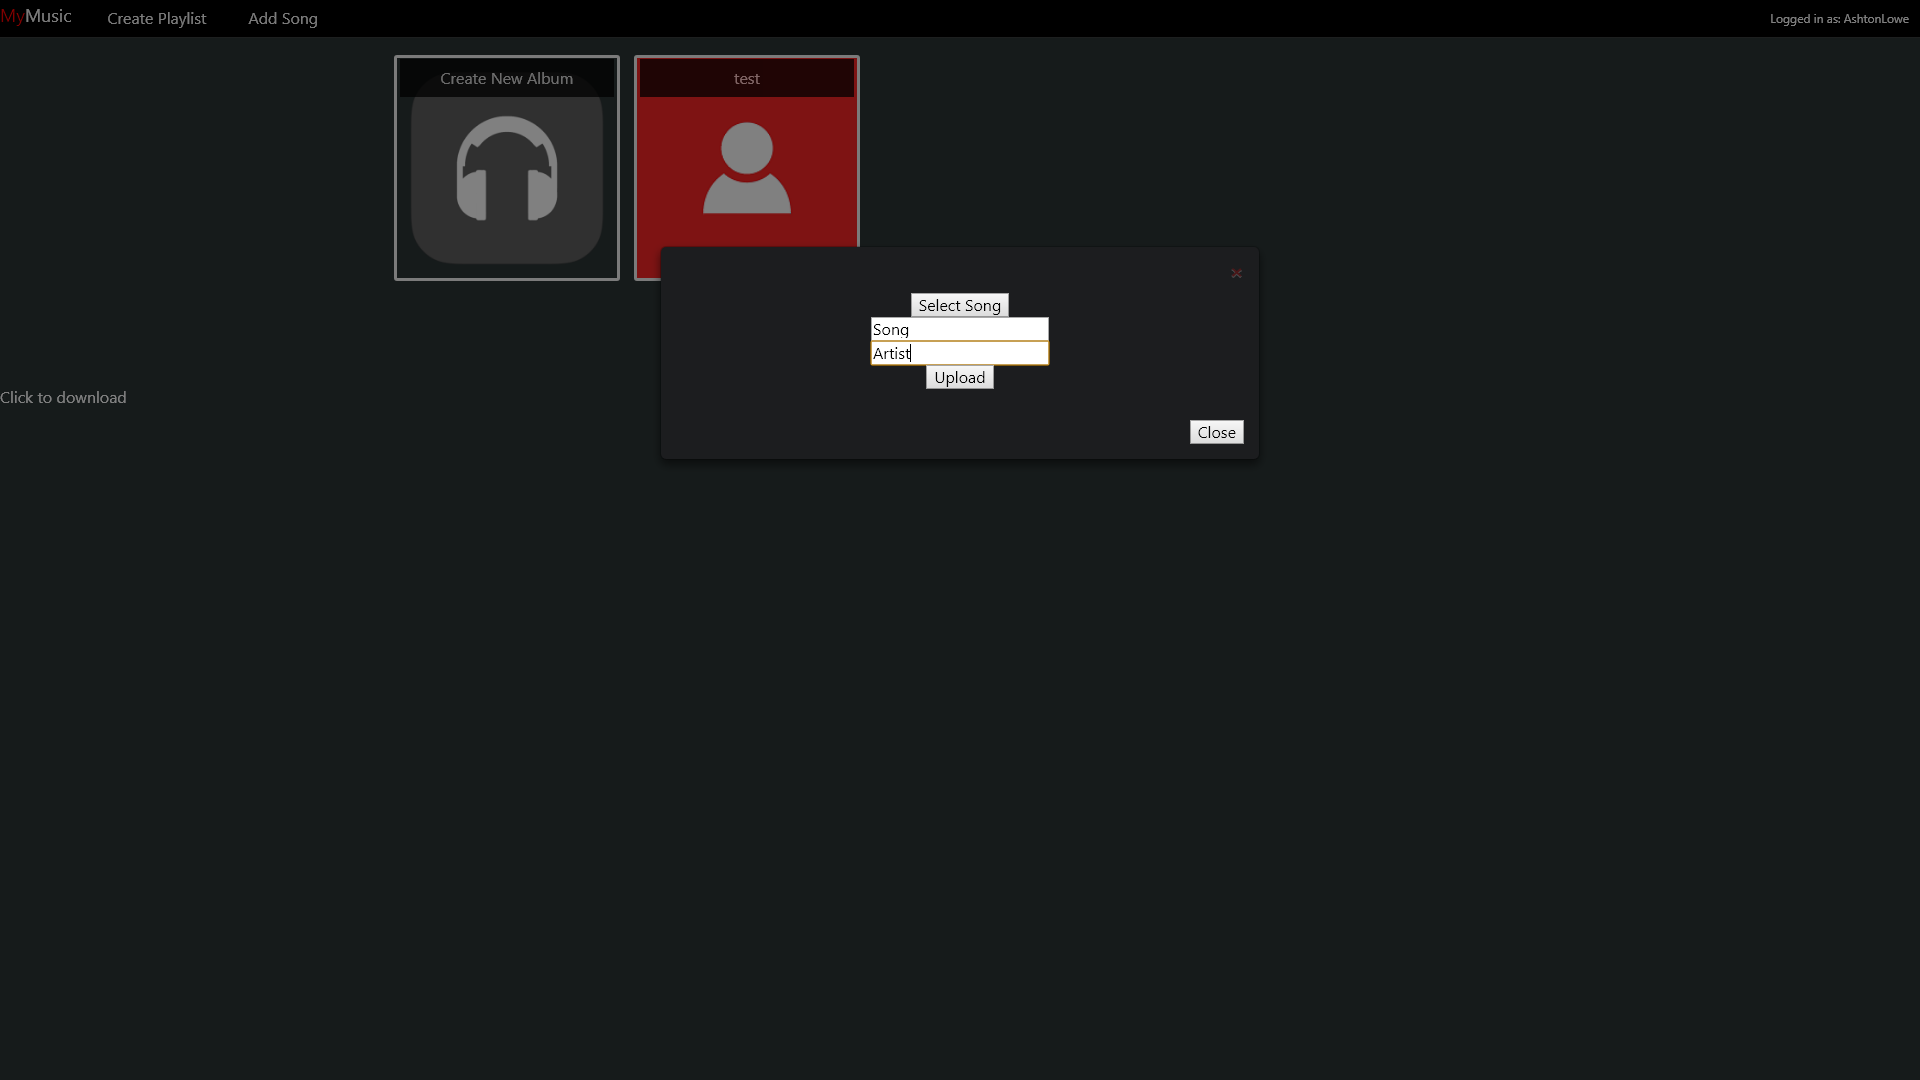 MyMusic Create Playlist Add Song Logged in as: AshtonLowe
Create New Album test
Select Song
Song
Artist
Upload
Click to download
Close